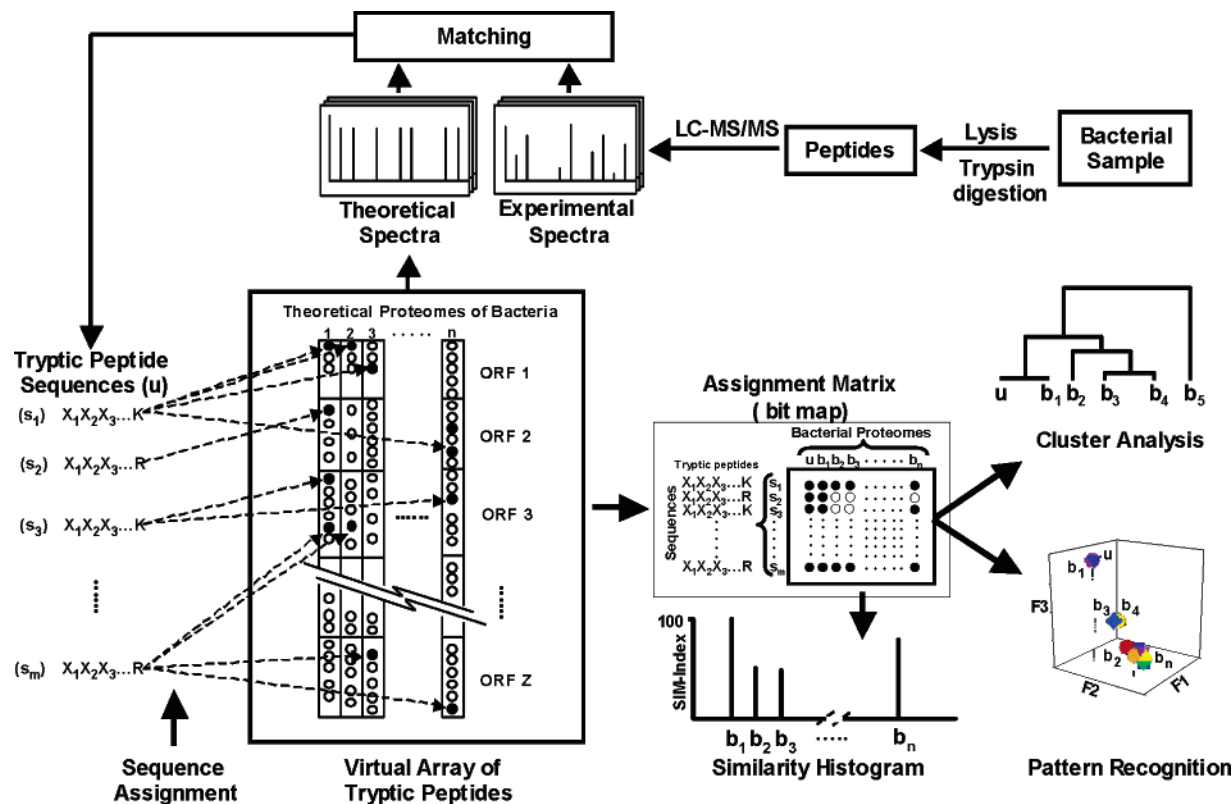 Matching
LC-MS/MS
Peptides
Lysis
Trypsin
digestion
Bacterial
Sample
Theoretical
Spectra
Experimental
Spectra
Theoretical Proteomes of Bacteria
1 2 3 ..... n
ORF 1
ORF 2
ORF 3
ORF Z
Tryptic Peptide
Sequences (u)
(s1) X1X2X3...K
(s2) X1X2X3...R
(s3) X1X2X3...K
(sm) X1X2X3...R
Sequence
Assignment
Virtual Array of
Tryptic Peptides
Assignment Matrix
( bit map)
Bacterial Proteomes
Tryptic peptides
u b1 b2 b3 ...... bn
Sequences
X1X2X3...K s1
X1X2X3...R s2
X1X2X3...K s3
X1X2X3...R sm
100
SIM-Index
b1 b2 b3 ..... bn
Similarity Histogram
u b1 b2 b3 b4 b5
Cluster Analysis
u
b1
b3 b4
b2 bn
F3
F2
F1
Pattern Recognition